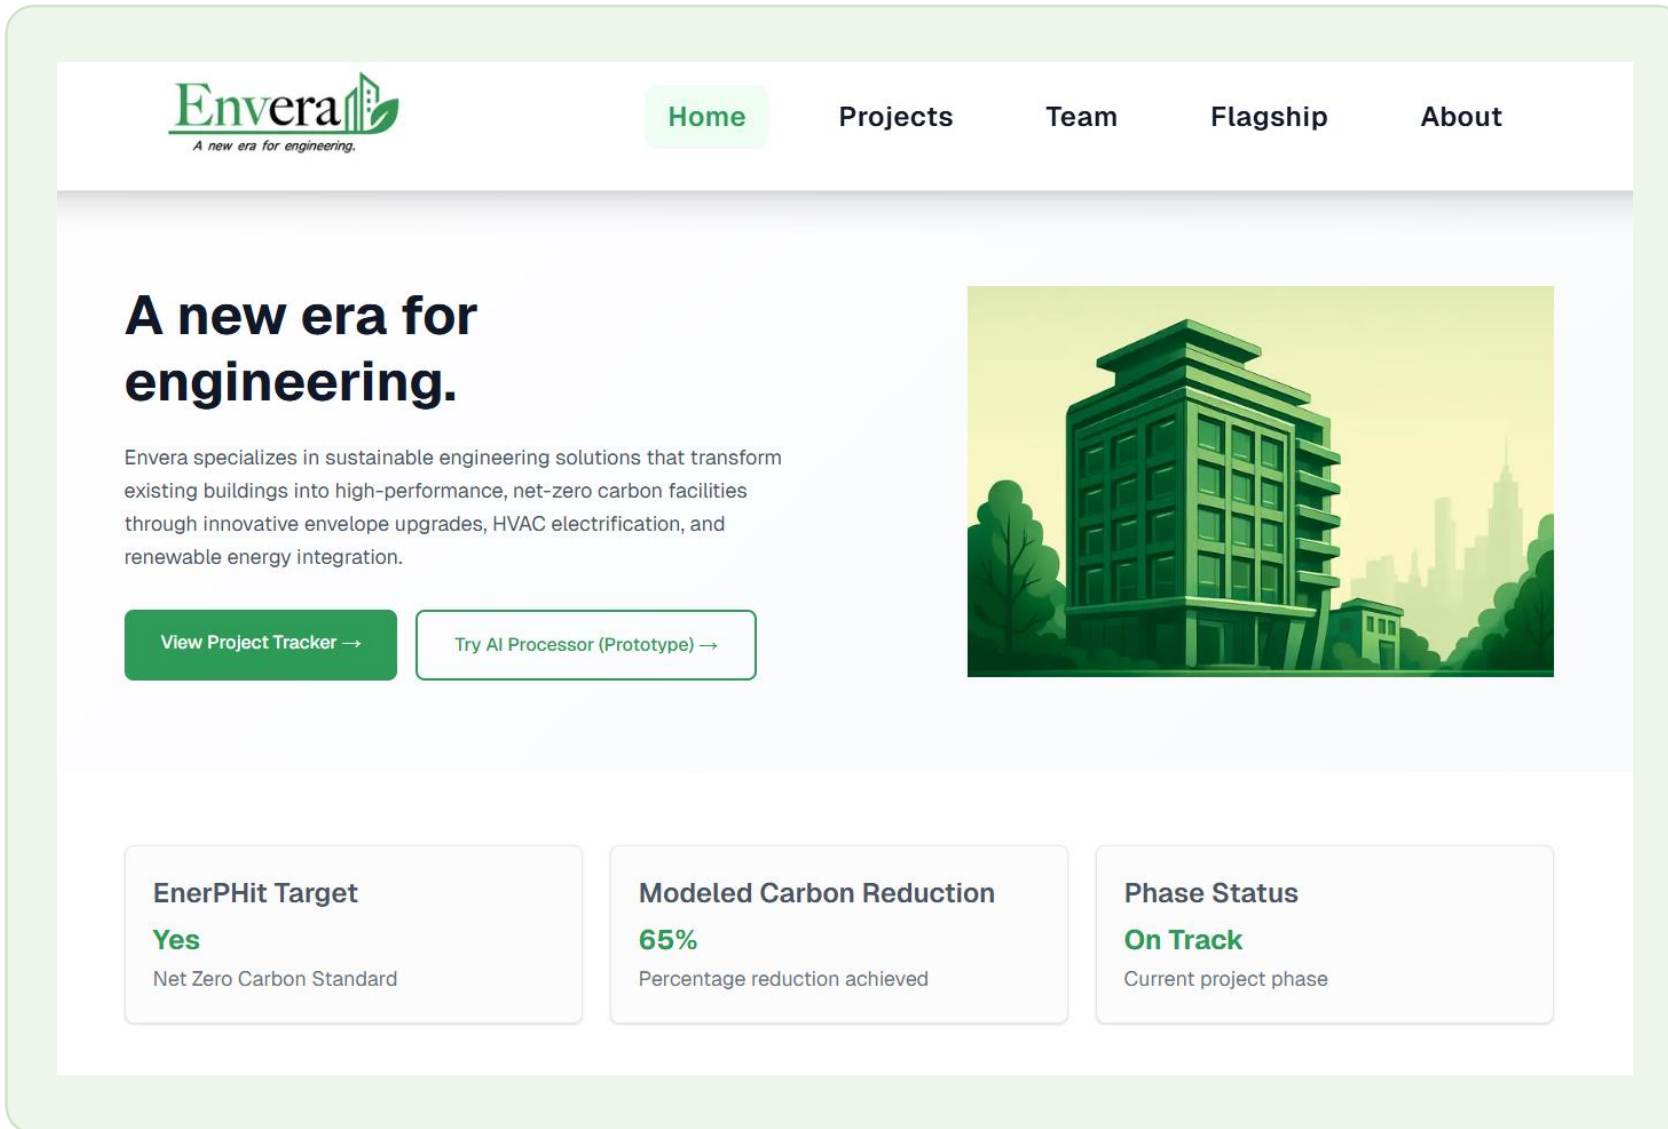 Envera
A new era for engineering.
Home
Projects
Team
Flagship
About
A new era for
engineering.
Envera specializes in sustainable engineering solutions that transform
existing buildings into high-performance, net-zero carbon facilities
through innovative envelope upgrades, HVAC electrification, and
renewable energy integration.
View Project Tracker →
Try AI Processor (Prototype) →
EnerPHit Target
Yes
Net Zero Carbon Standard
Modeled Carbon Reduction
65%
Percentage reduction achieved
Phase Status
On Track
Current project phase